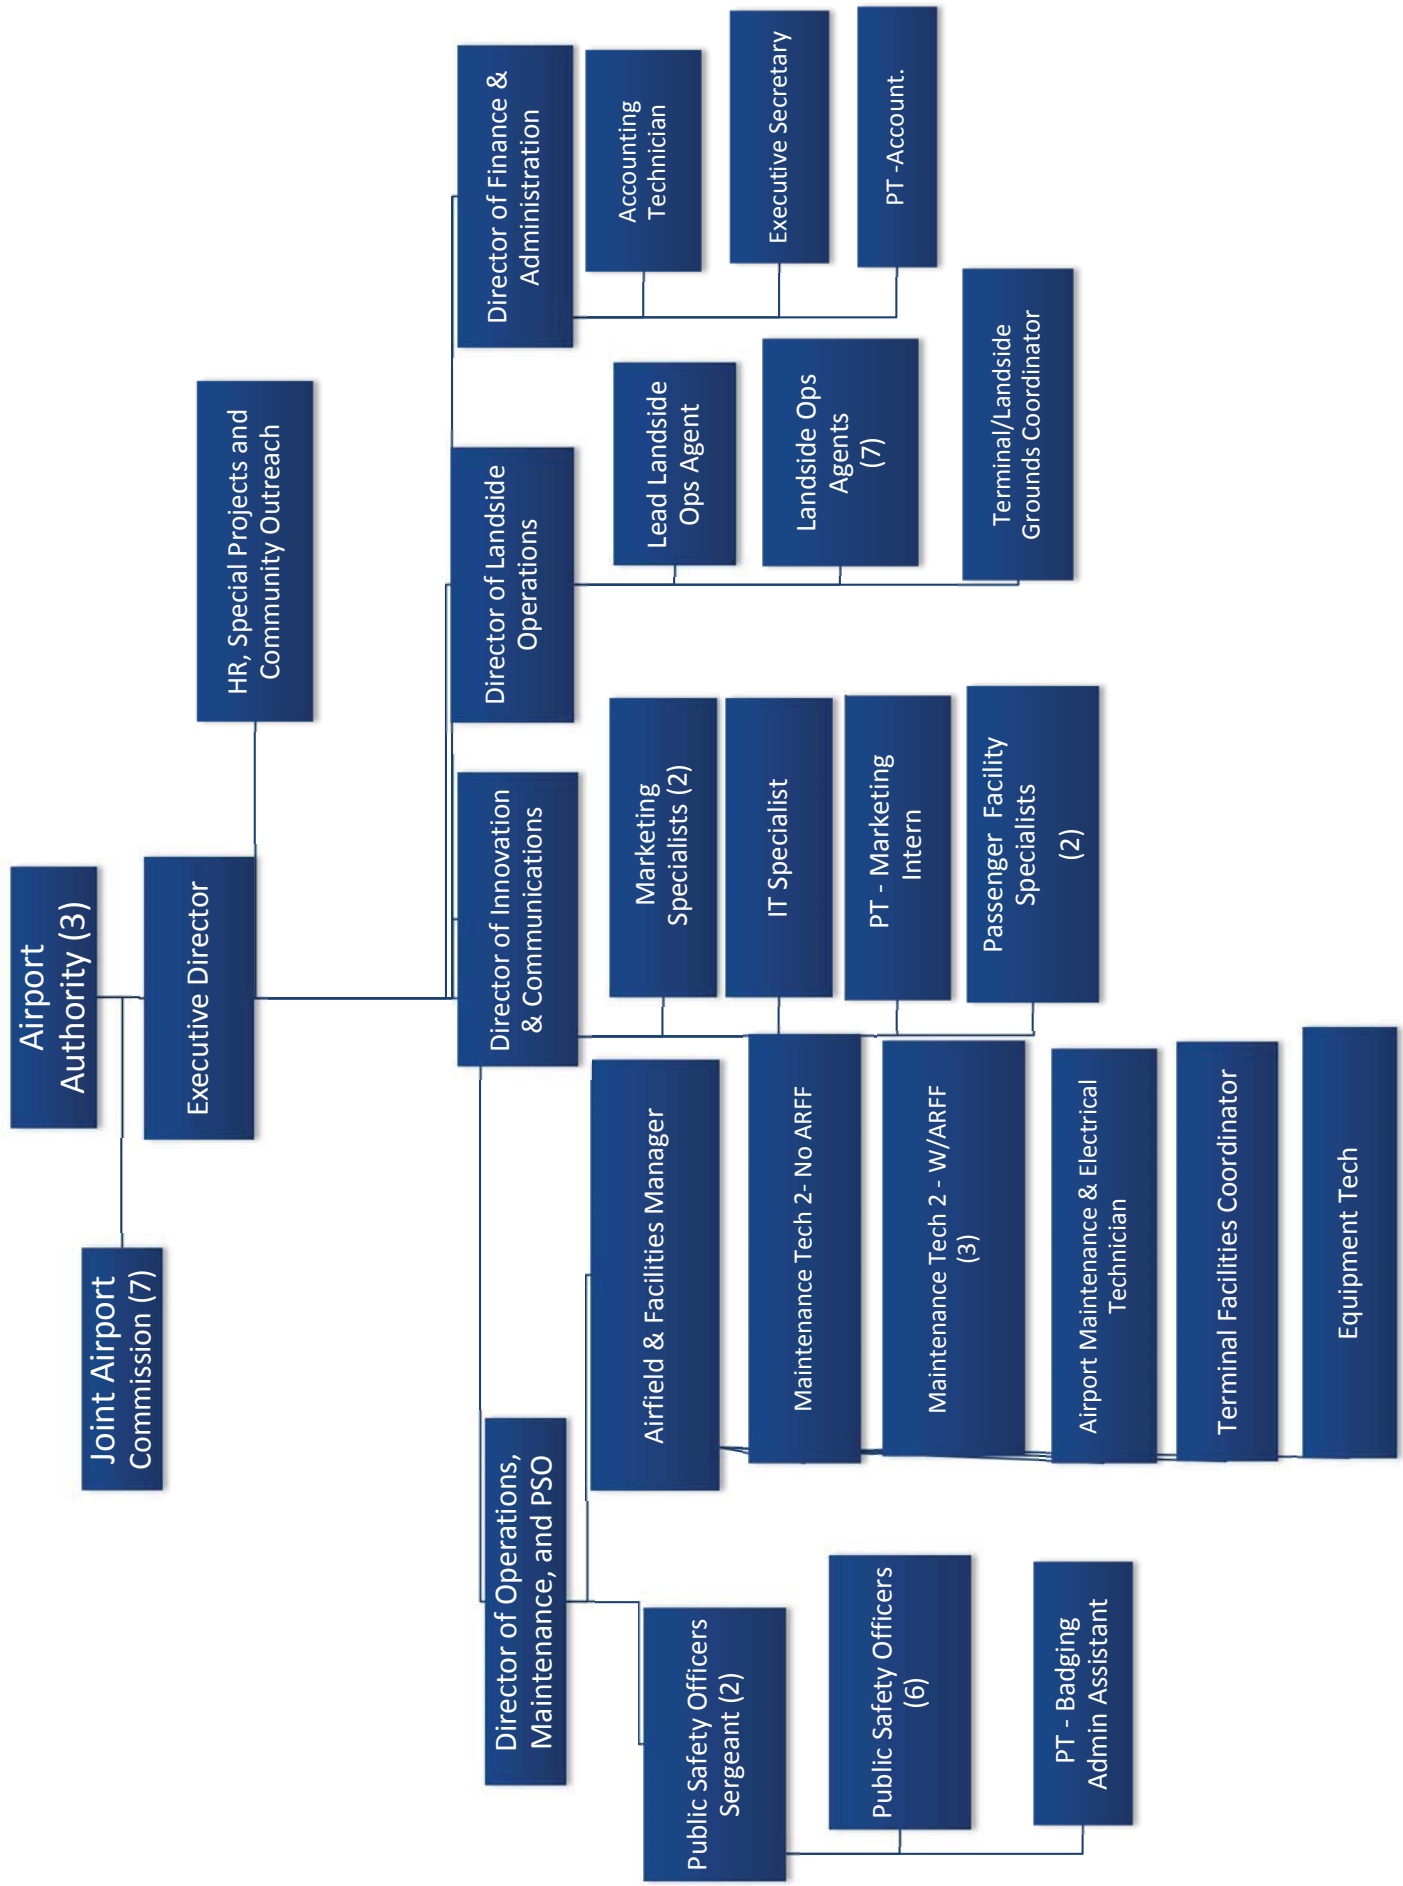 Airport
Authority (3)
Joint Airport
Commission (7)
Executive Director
HR, Special Projects and
Community Outreach
Director of Operations,
Maintenance, and PSO
Public Safety Officers
Sergeant (2)
Public Safety Officers
(6)
PT - Badging
Admin Assistant
Airfield & Facilities Manager
Maintenance Tech 2- No ARFF
Maintenance Tech 2 - W/ARFF
(3)
Airport Maintenance & Electrical
Technician
Terminal Facilities Coordinator
Equipment Tech
Director of Innovation
& Communications
Marketing
Specialists (2)
IT Specialist
PT - Marketing
Intern
Passenger Facility
Specialists
(2)
Director of Landside
Operations
Lead Landside
Ops Agent
Landside Ops
Agents
(7)
Terminal/Landside
Grounds Coordinator
Director of Finance &
Administration
Accounting
Technician
Executive Secretary
PT -Account.